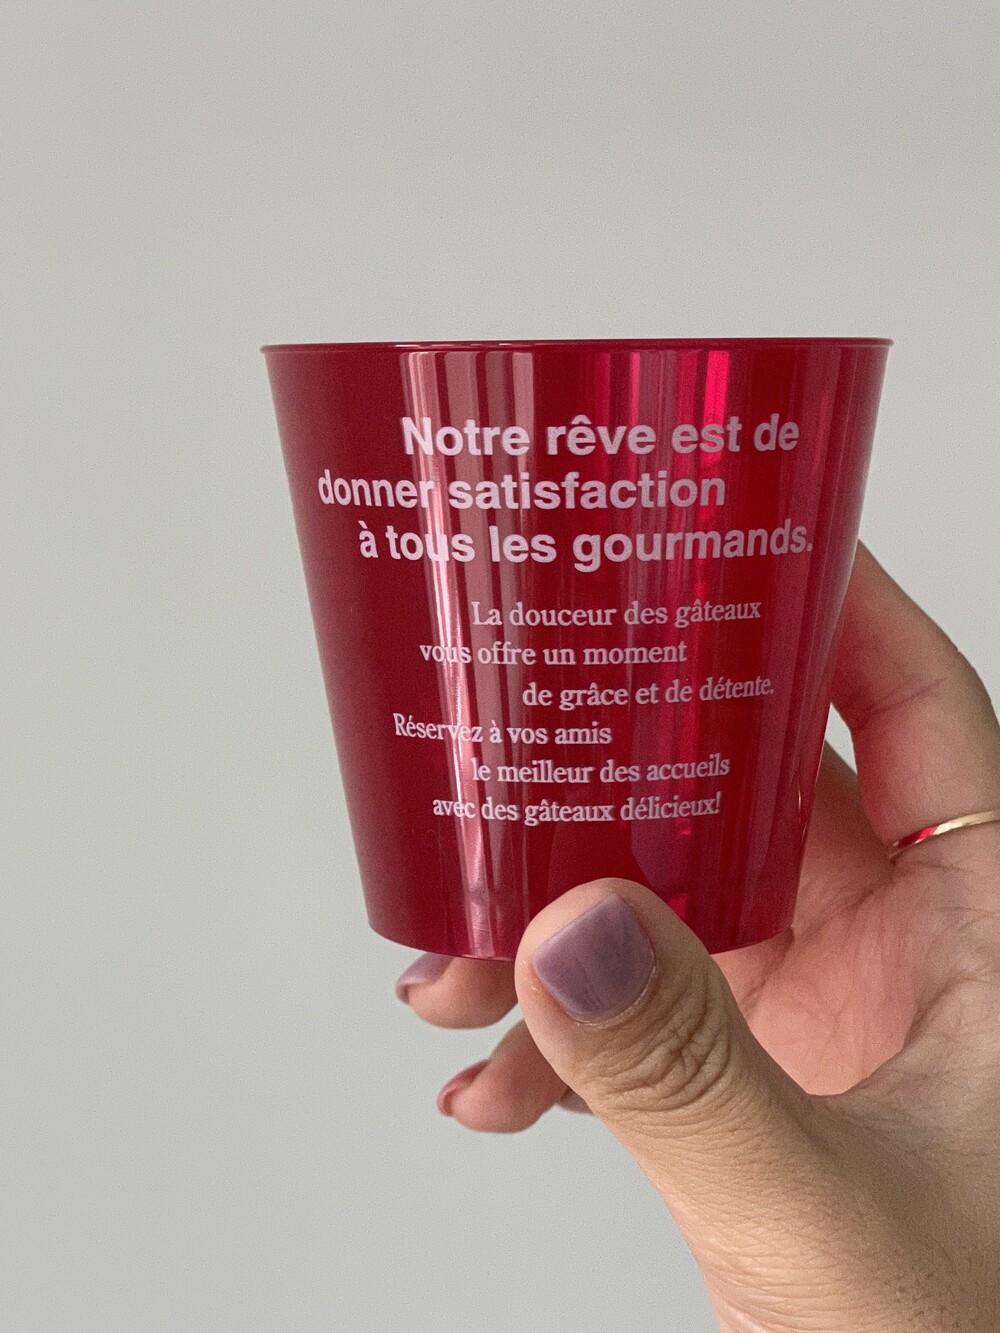 Notre rêve est de
donner satisfaction
à tous les gourmands.
La douceur des gâteaux
vous offre un moment
de grâce et de détente.
Réservez à vos amis
le meilleur des accueils
avec des gâteaux délicieux!